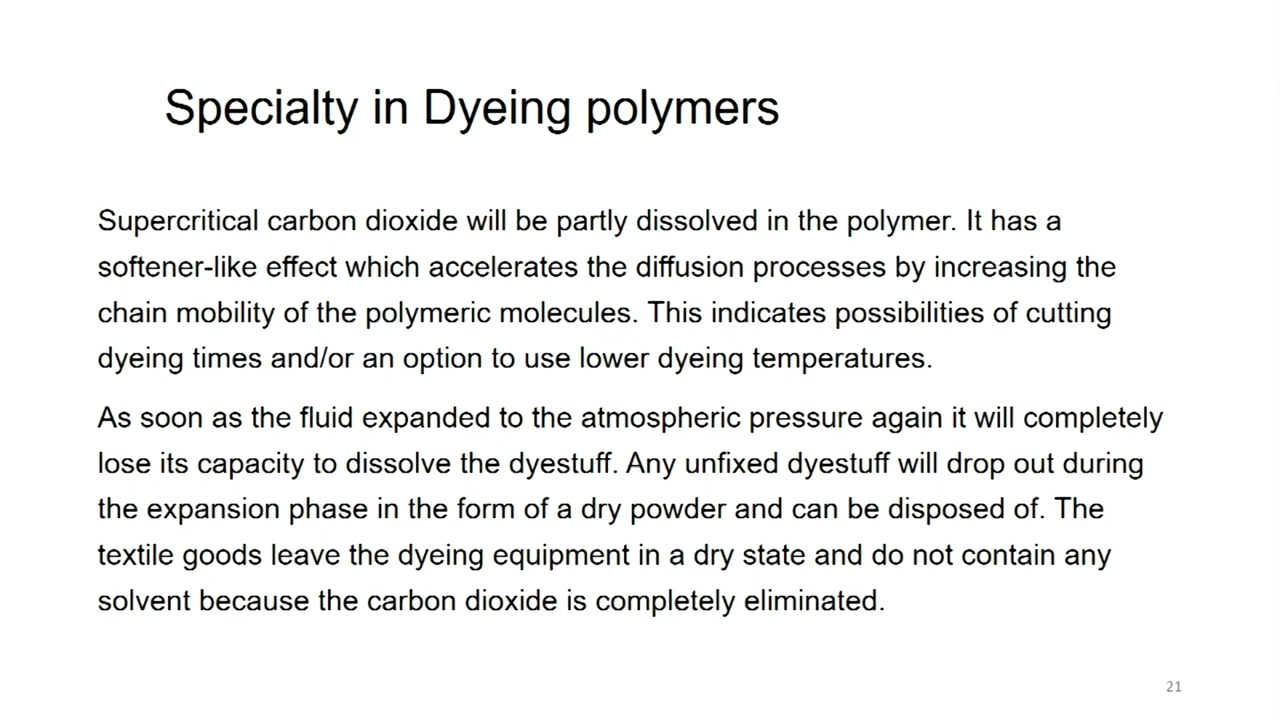 Specialty in Dyeing polymers
Supercritical carbon dioxide will be partly dissolved in the polymer. It has a
softener-like effect which accelerates the diffusion processes by increasing the
chain mobility of the polymeric molecules. This indicates possibilities of cutting
dyeing times and/or an option to use lower dyeing temperatures.
As soon as the fluid expanded to the atmospheric pressure again it will completely
lose its capacity to dissolve the dyestuff. Any unfixed dyestuff will drop out during
the expansion phase in the form of a dry powder and can be disposed of. The
textile goods leave the dyeing equipment in a dry state and do not contain any
solvent because the carbon dioxide is completely eliminated.
21